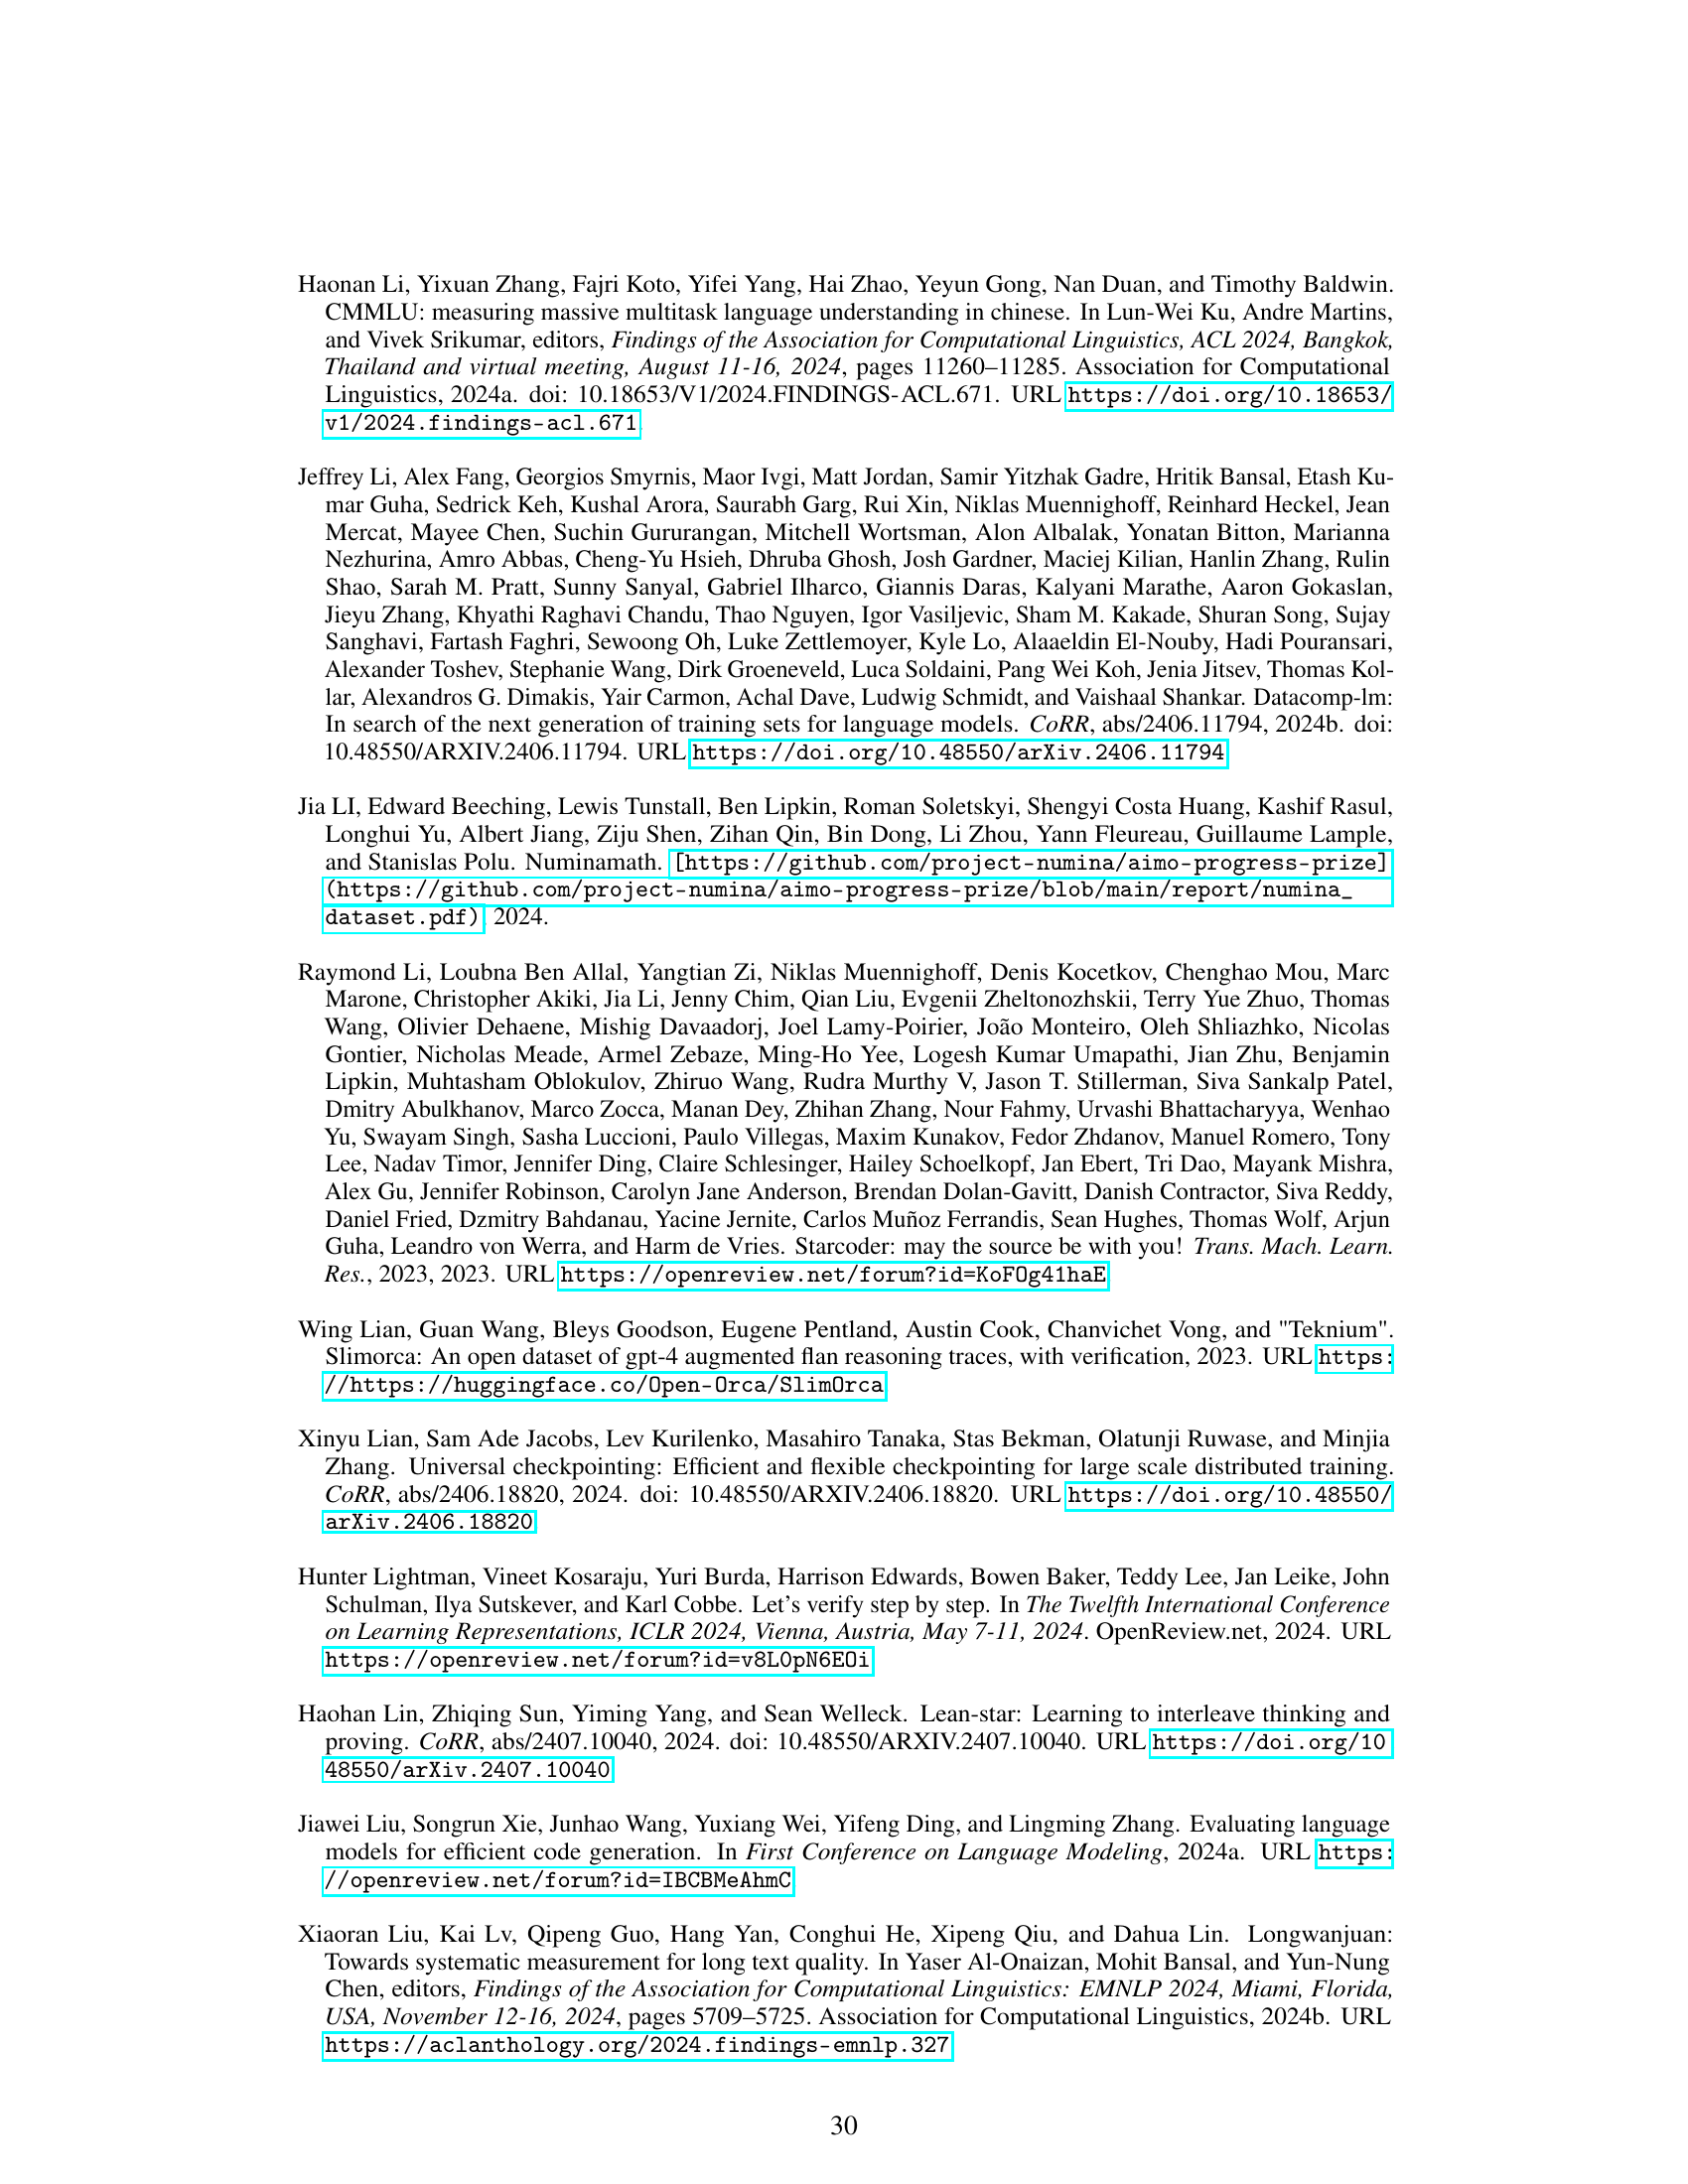 Haonan Li, Yixuan Zhang, Fajri Koto, Yifei Yang, Hai Zhao, Yeyun Gong, Nan Duan, and Timothy Baldwin.
CMMLU: measuring massive multitask language understanding in chinese. In Lun-Wei Ku, Andre Martins,
and Vivek Srikumar, editors, Findings of the Association for Computational Linguistics, ACL 2024, Bangkok,
Thailand and virtual meeting, August 11-16, 2024, pages 11260–11285. Association for Computational
Linguistics, 2024a. doi: 10.18653/V1/2024.FINDINGS-ACL.671. URL https://doi.org/10.18653/
v1/2024.findings-acl.671
Jeffrey Li, Alex Fang, Georgios Smyrnis, Maor Ivgi, Matt Jordan, Samir Yitzhak Gadre, Hritik Bansal, Etash Ku-
mar Guha, Sedrick Keh, Kushal Arora, Saurabh Garg, Rui Xin, Niklas Muennighoff, Reinhard Heckel, Jean
Mercat, Mayee Chen, Suchin Gururangan, Mitchell Wortsman, Alon Albalak, Yonatan Bitton, Marianna
Nezhurina, Amro Abbas, Cheng-Yu Hsieh, Dhruba Ghosh, Josh Gardner, Maciej Kilian, Hanlin Zhang, Rulin
Shao, Sarah M. Pratt, Sunny Sanyal, Gabriel Ilharco, Giannis Daras, Kalyani Marathe, Aaron Gokaslan,
Jieyu Zhang, Khyathi Raghavi Chandu, Thao Nguyen, Igor Vasiljevic, Sham M. Kakade, Shuran Song, Sujay
Sanghavi, Fartash Faghri, Sewoong Oh, Luke Zettlemoyer, Kyle Lo, Alaaeldin El-Nouby, Hadi Pouransari,
Alexander Toshev, Stephanie Wang, Dirk Groeneveld, Luca Soldaini, Pang Wei Koh, Jenia Jitsev, Thomas Kol-
lar, Alexandros G. Dimakis, Yair Carmon, Achal Dave, Ludwig Schmidt, and Vaishaal Shankar. Datacomp-lm:
In search of the next generation of training sets for language models. CoRR, abs/2406.11794, 2024b. doi:
10.48550/ARXIV.2406.11794. URL https://doi.org/10.48550/arXiv.2406.11794
Jia LI, Edward Beeching, Lewis Tunstall, Ben Lipkin, Roman Soletskyi, Shengyi Costa Huang, Kashif Rasul,
Longhui Yu, Albert Jiang, Ziju Shen, Zihan Qin, Bin Dong, Li Zhou, Yann Fleureau, Guillaume Lample,
and Stanislas Polu. Numinamath. [https://github.com/project-numina/aimo-progress-prize]
(https://github.com/project-numina/aimo-progress-prize/blob/main/report/numina_
dataset.pdf) 2024.
Raymond Li, Loubna Ben Allal, Yangtian Zi, Niklas Muennighoff, Denis Kocetkov, Chenghao Mou, Marc
Marone, Christopher Akiki, Jia Li, Jenny Chim, Qian Liu, Evgenii Zheltonozhskii, Terry Yue Zhuo, Thomas
Wang, Olivier Dehaene, Mishig Davaadorj, Joel Lamy-Poirier, João Monteiro, Oleh Shliazhko, Nicolas
Gontier, Nicholas Meade, Armel Zebaze, Ming-Ho Yee, Logesh Kumar Umapathi, Jian Zhu, Benjamin
Lipkin, Muhtasham Oblokulov, Zhiruo Wang, Rudra Murthy V, Jason T. Stillerman, Siva Sankalp Patel,
Dmitry Abulkhanov, Marco Zocca, Manan Dey, Zhihan Zhang, Nour Fahmy, Urvashi Bhattacharyya, Wenhao
Yu, Swayam Singh, Sasha Luccioni, Paulo Villegas, Maxim Kunakov, Fedor Zhdanov, Manuel Romero, Tony
Lee, Nadav Timor, Jennifer Ding, Claire Schlesinger, Hailey Schoelkopf, Jan Ebert, Tri Dao, Mayank Mishra,
Alex Gu, Jennifer Robinson, Carolyn Jane Anderson, Brendan Dolan-Gavitt, Danish Contractor, Siva Reddy,
Daniel Fried, Dzmitry Bahdanau, Yacine Jernite, Carlos Muñoz Ferrandis, Sean Hughes, Thomas Wolf, Arjun
Guha, Leandro von Werra, and Harm de Vries. Starcoder: may the source be with you! Trans. Mach. Learn.
Res., 2023, 2023. URL https://openreview.net/forum?id=KoFOg41haE
Wing Lian, Guan Wang, Bleys Goodson, Eugene Pentland, Austin Cook, Chanvichet Vong, and "Teknium".
Slimorca: An open dataset of gpt-4 augmented flan reasoning traces, with verification, 2023. URL https:
//https://huggingface.co/Open-Orca/SlimOrca
Xinyu Lian, Sam Ade Jacobs, Lev Kurilenko, Masahiro Tanaka, Stas Bekman, Olatunji Ruwase, and Minjia
Zhang. Universal checkpointing: Efficient and flexible checkpointing for large scale distributed training.
CoRR, abs/2406.18820, 2024. doi: 10.48550/ARXIV.2406.18820. URL https://doi.org/10.48550/
arXiv.2406.18820
Hunter Lightman, Vineet Kosaraju, Yuri Burda, Harrison Edwards, Bowen Baker, Teddy Lee, Jan Leike, John
Schulman, Ilya Sutskever, and Karl Cobbe. Let's verify step by step. In The Twelfth International Conference
on Learning Representations, ICLR 2024, Vienna, Austria, May 7-11, 2024. OpenReview.net, 2024. URL
https://openreview.net/forum?id=v8L0pN6EOi
Haohan Lin, Zhiqing Sun, Yiming Yang, and Sean Welleck. Lean-star: Learning to interleave thinking and
proving. CoRR, abs/2407.10040, 2024. doi: 10.48550/ARXIV.2407.10040. URL https://doi.org/10
48550/arXiv.2407.10040
Jiawei Liu, Songrun Xie, Junhao Wang, Yuxiang Wei, Yifeng Ding, and Lingming Zhang. Evaluating language
models for efficient code generation. In First Conference on Language Modeling, 2024a. URL https:
//openreview.net/forum?id=IBCBMeAhmC
Xiaoran Liu, Kai Lv, Qipeng Guo, Hang Yan, Conghui He, Xipeng Qiu, and Dahua Lin. Longwanjuan:
Towards systematic measurement for long text quality. In Yaser Al-Onaizan, Mohit Bansal, and Yun-Nung
Chen, editors, Findings of the Association for Computational Linguistics: EMNLP 2024, Miami, Florida,
USA, November 12-16, 2024, pages 5709–5725. Association for Computational Linguistics, 2024b. URL
https://aclanthology.org/2024.findings-emnlp.327
30